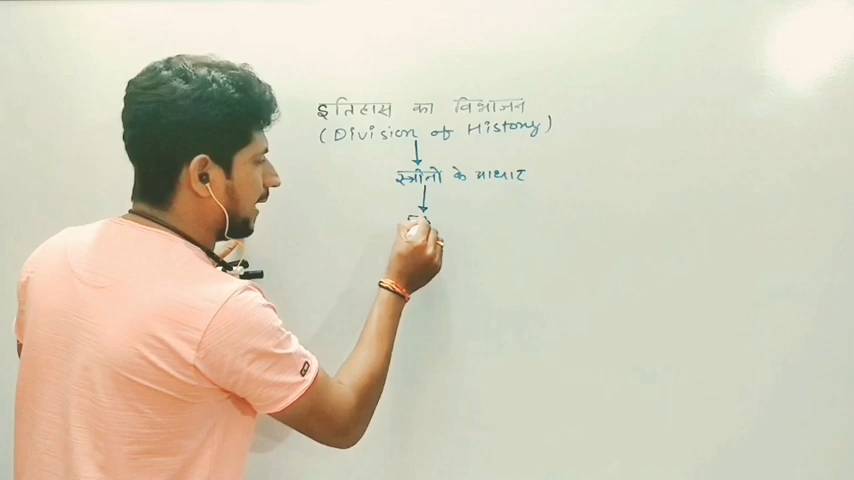 इतिहास का विभाजन
(Division of History)
स्त्रोतो के आधार